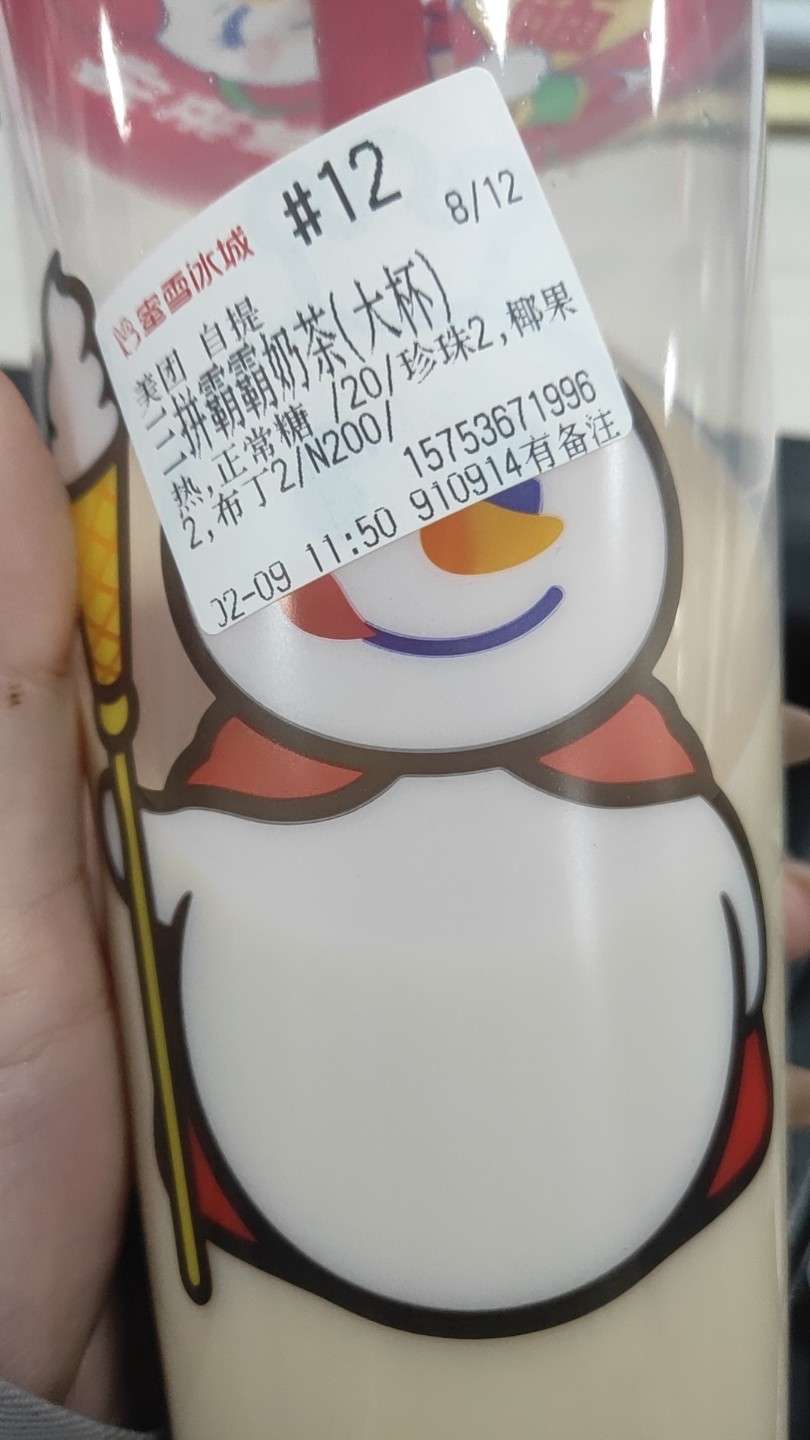 蜜雪冰城
#12
8/12
美团 自提
三拼霸霸奶茶(大杯)
热,正常糖 /20/珍珠2,椰果
2,布丁2/N200/
15753671996
02-09 11:50 910914有备注